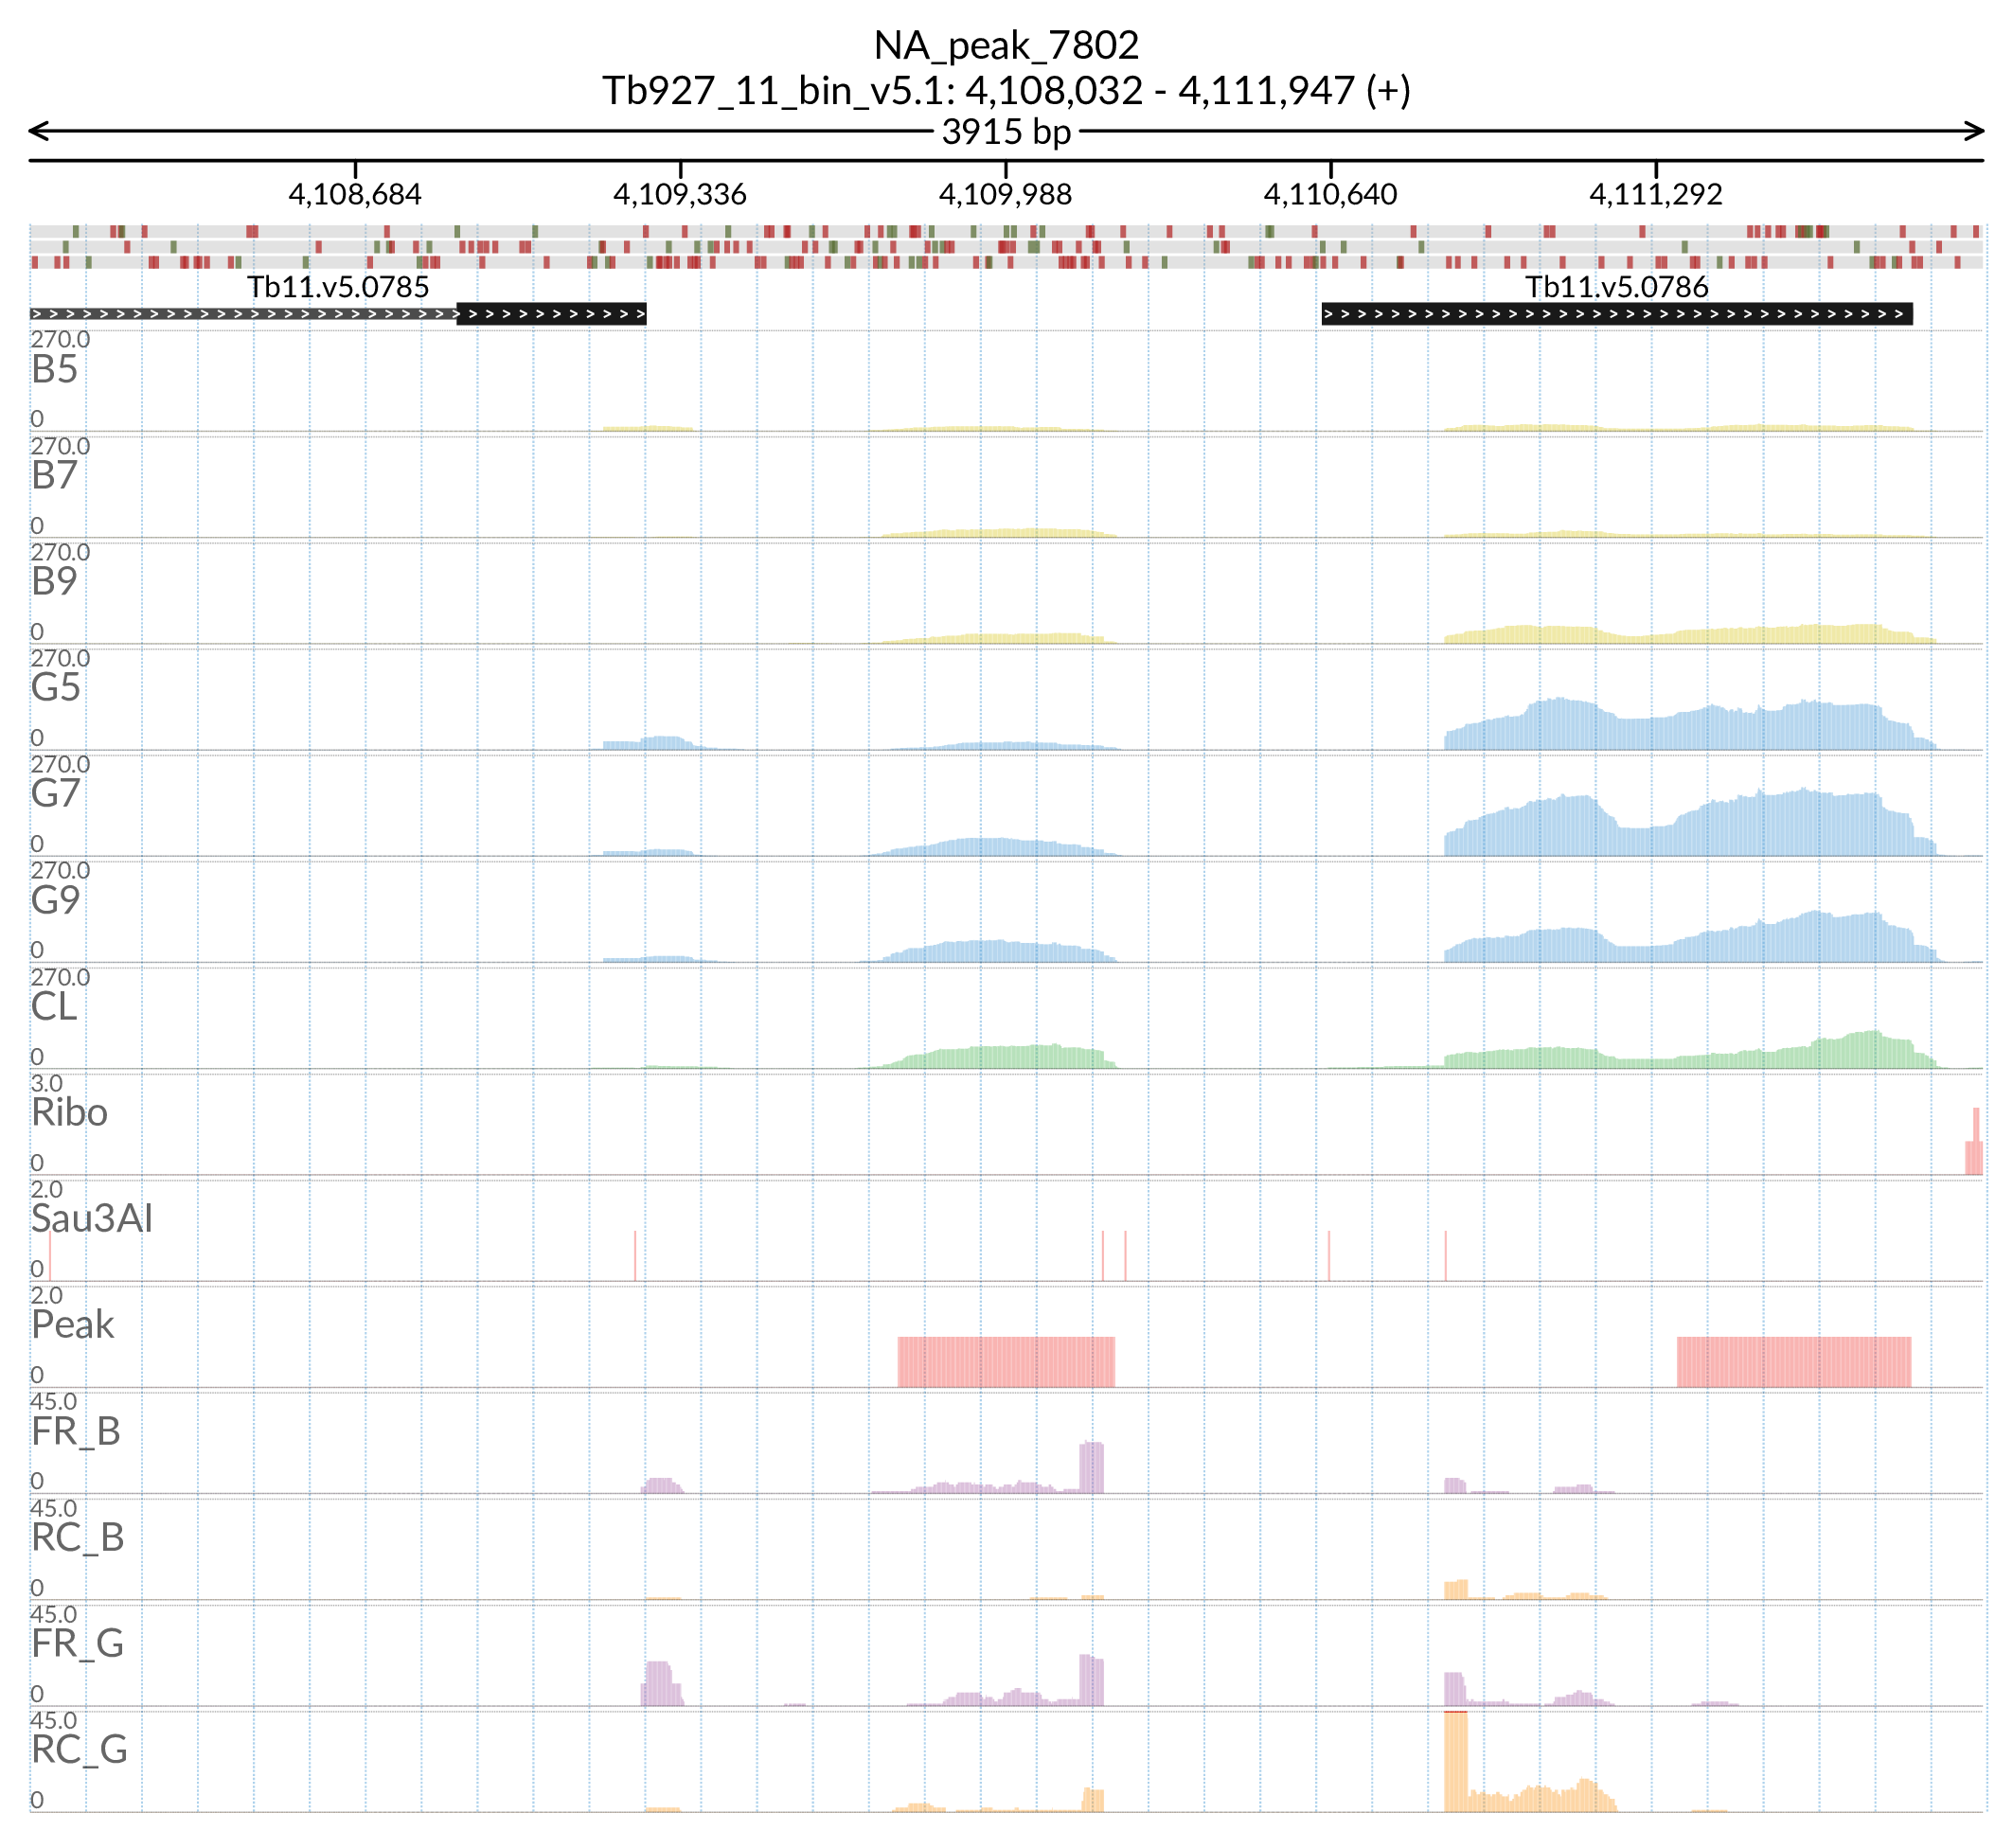 NA_peak_7802
Tb927_11_bin_v5.1: 4,108,032 - 4,111,947 (+)
3915 bp
4,108,684 4,109,336 4,109,988 4,110,640 4,111,292
Tb11.v5.0785 Tb11.v5.0786
270.0
B5
0
270.0
B7
0
270.0
B9
0
270.0
G5
0
270.0
G7
0
270.0
G9
0
270.0
CL
0
3.0
Ribo
0
2.0
Sau3AI
0
2.0
Peak
0
45.0
FR_B
0
45.0
RC_B
0
45.0
FR_G
0
45.0
RC_G
0